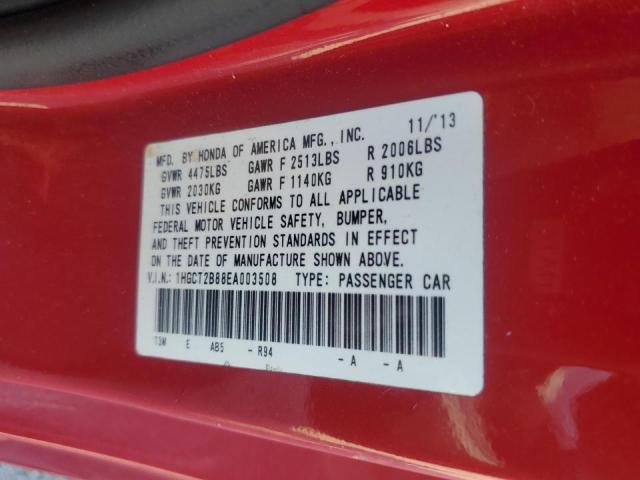 MFD. BY HONDA OF AMERICA MFG., INC. 11/'13
GVWR 4475LBS GAWR F 2513LBS R 2006LBS
GVWR 2030KG GAWR F 1140KG R 910KG
THIS VEHICLE CONFORMS TO ALL APPLICABLE
FEDERAL MOTOR VEHICLE SAFETY, BUMPER,
AND THEFT PREVENTION STANDARDS IN EFFECT
ON THE DATE OF MANUFACTURE SHOWN ABOVE.
V.I.N.: 1HGCT2B88EA003508 TYPE: PASSENGER CAR
T3M E AB5 - R94 - A - A